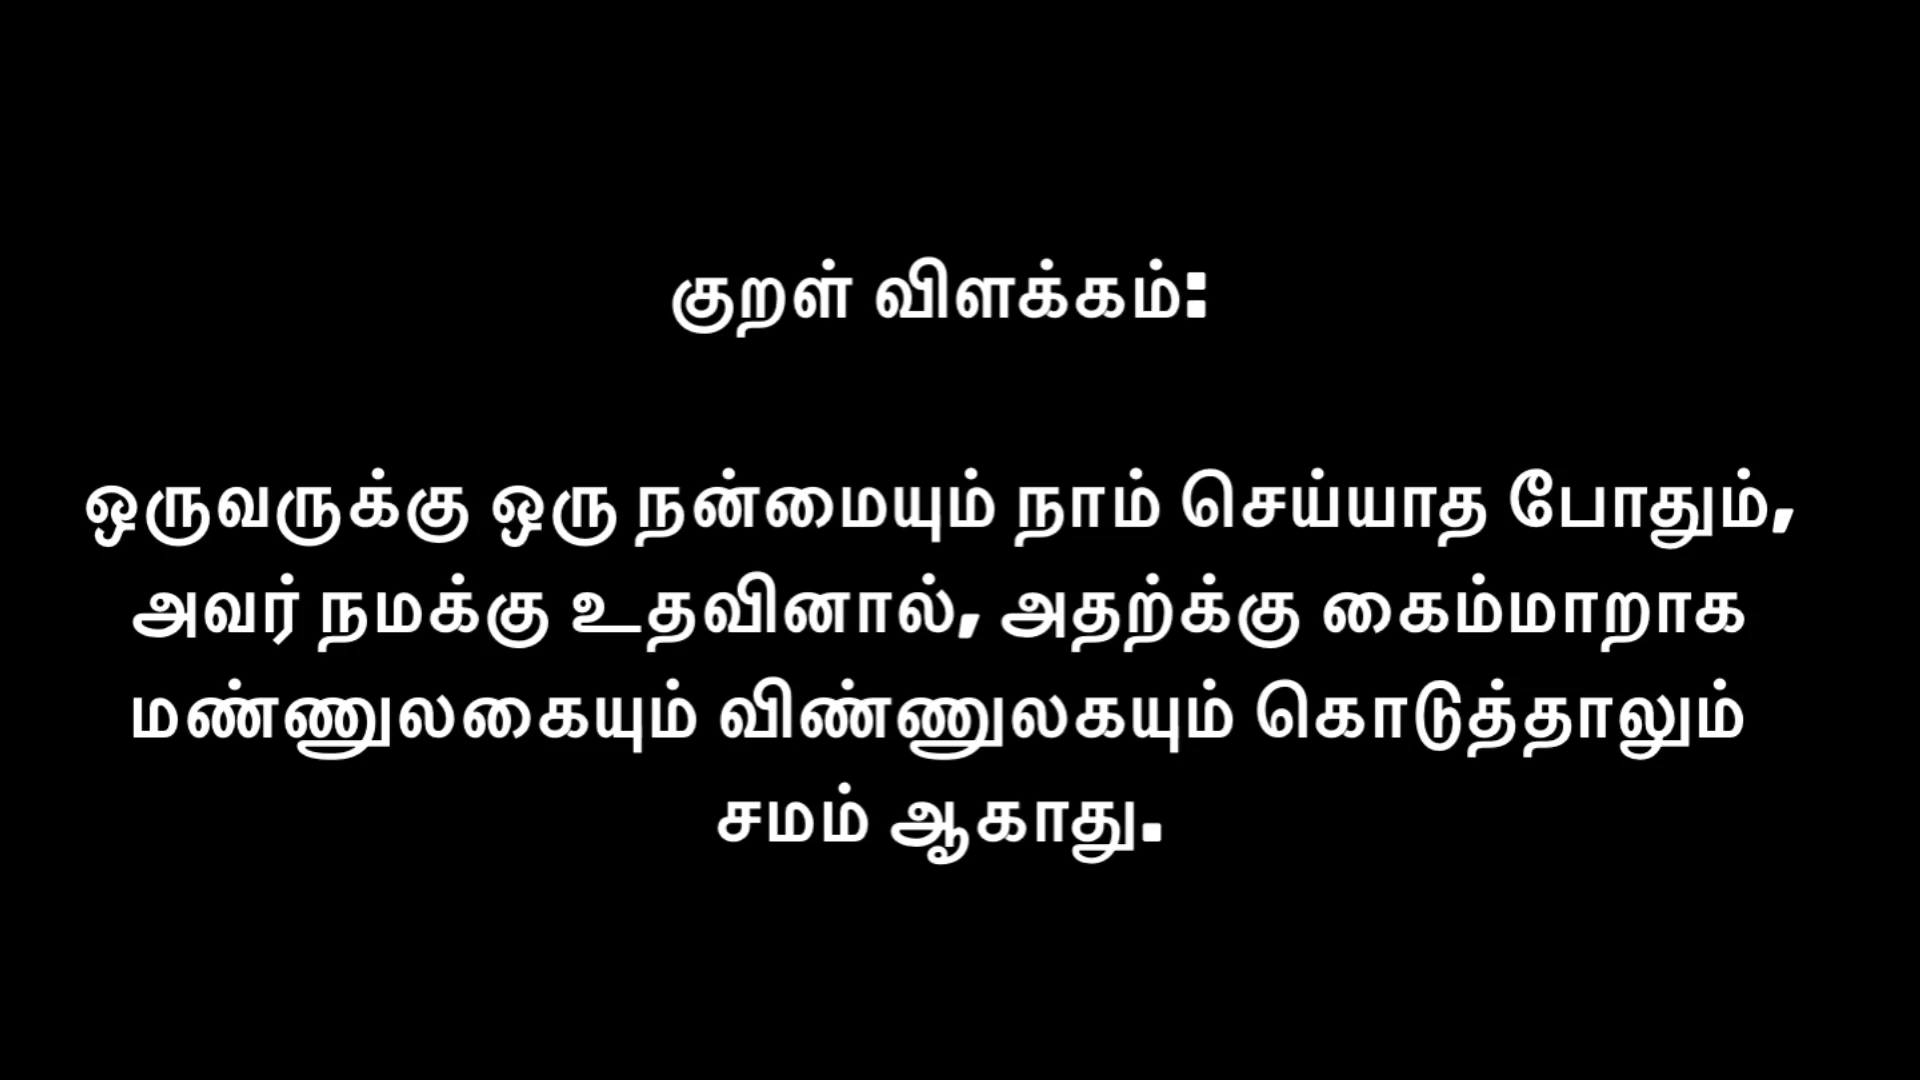 குறள் விளக்கம்:
ஒருவருக்கு ஒரு நன்மையும் நாம் செய்யாத போதும்,
அவர் நமக்கு உதவினால், அதற்க்கு கைம்மாறாக
மண்ணுலகையும் விண்ணுலகயும் கொடுத்தாலும்
சமம் ஆகாது.